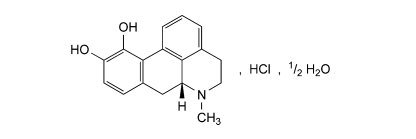 OH
HO
, HCl , 1/2 H2O
N
H
CH3